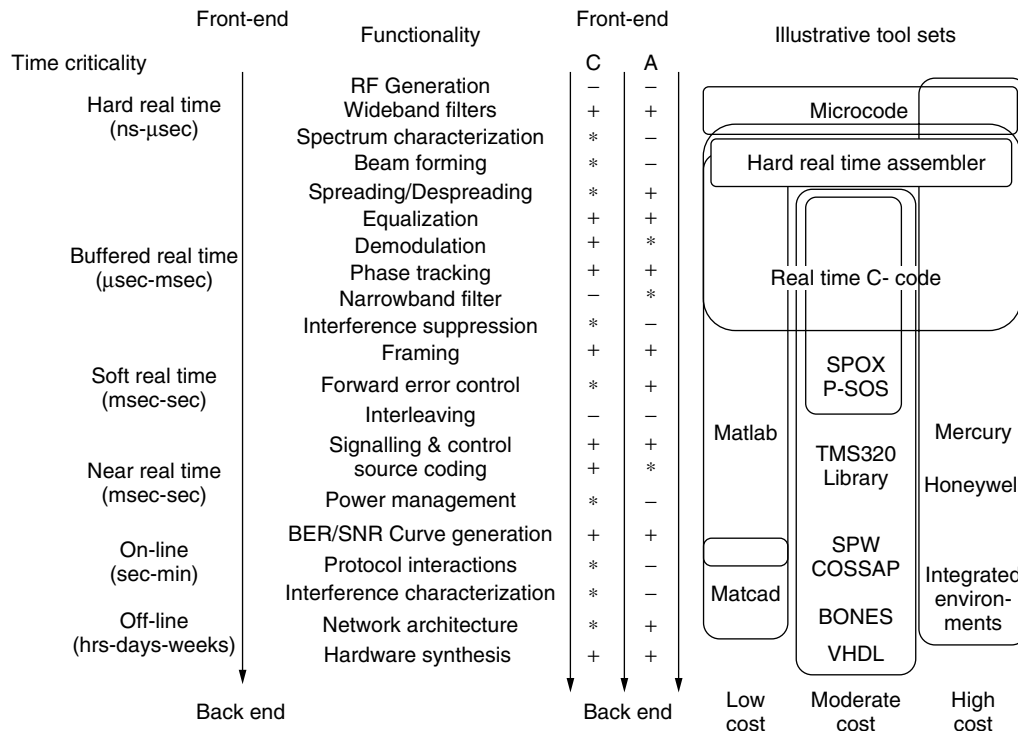 Front-end
Functionality
Front-end
Illustrative tool sets
Time criticality
C
A
Hard real time
(ns-μsec)
Buffered real time
(μsec-msec)
Soft real time
(msec-sec)
Near real time
(msec-sec)
On-line
(sec-min)
Off-line
(hrs-days-weeks)
Back end
RF Generation – –
Wideband filters + +
Spectrum characterization * –
Beam forming * –
Spreading/Despreading * +
Equalization + +
Demodulation + *
Phase tracking + +
Narrowband filter – *
Interference suppression * –
Framing + +
Forward error control * +
Interleaving – –
Signalling & control + +
source coding + *
Power management * –
BER/SNR Curve generation + +
Protocol interactions * –
Interference characterization * –
Network architecture * +
Hardware synthesis + +
Back end
Microcode
Hard real time assembler
Real time C- code
SPOX
P-SOS
Matlab
TMS320
Library
Mercury
Honeywel
SPW
COSSAP
Matcad
BONES
VHDL
Integrated
environ-
ments
Low
cost
Moderate
cost
High
cost